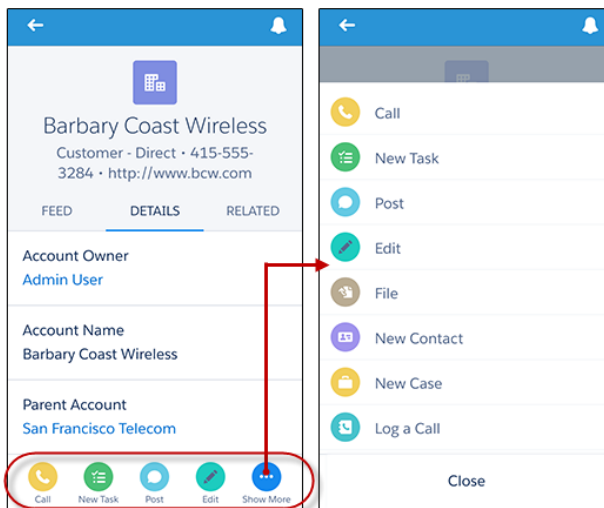 Barbary Coast Wireless
Customer - Direct • 415-555-
3284 • http://www.bcw.com
FEED DETAILS RELATED
Account Owner
Admin User
Account Name
Barbary Coast Wireless
Parent Account
San Francisco Telecom
Call New Task Post Edit Show More
Call
New Task
Post
Edit
File
New Contact
New Case
Log a Call
Close